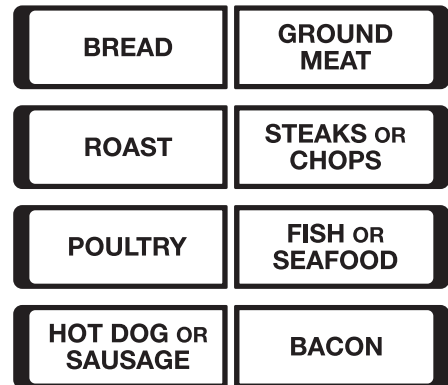 BREAD
GROUND
MEAT
ROAST
STEAKS OR
CHOPS
POULTRY
FISH OR
SEAFOOD
HOT DOG OR
SAUSAGE
BACON